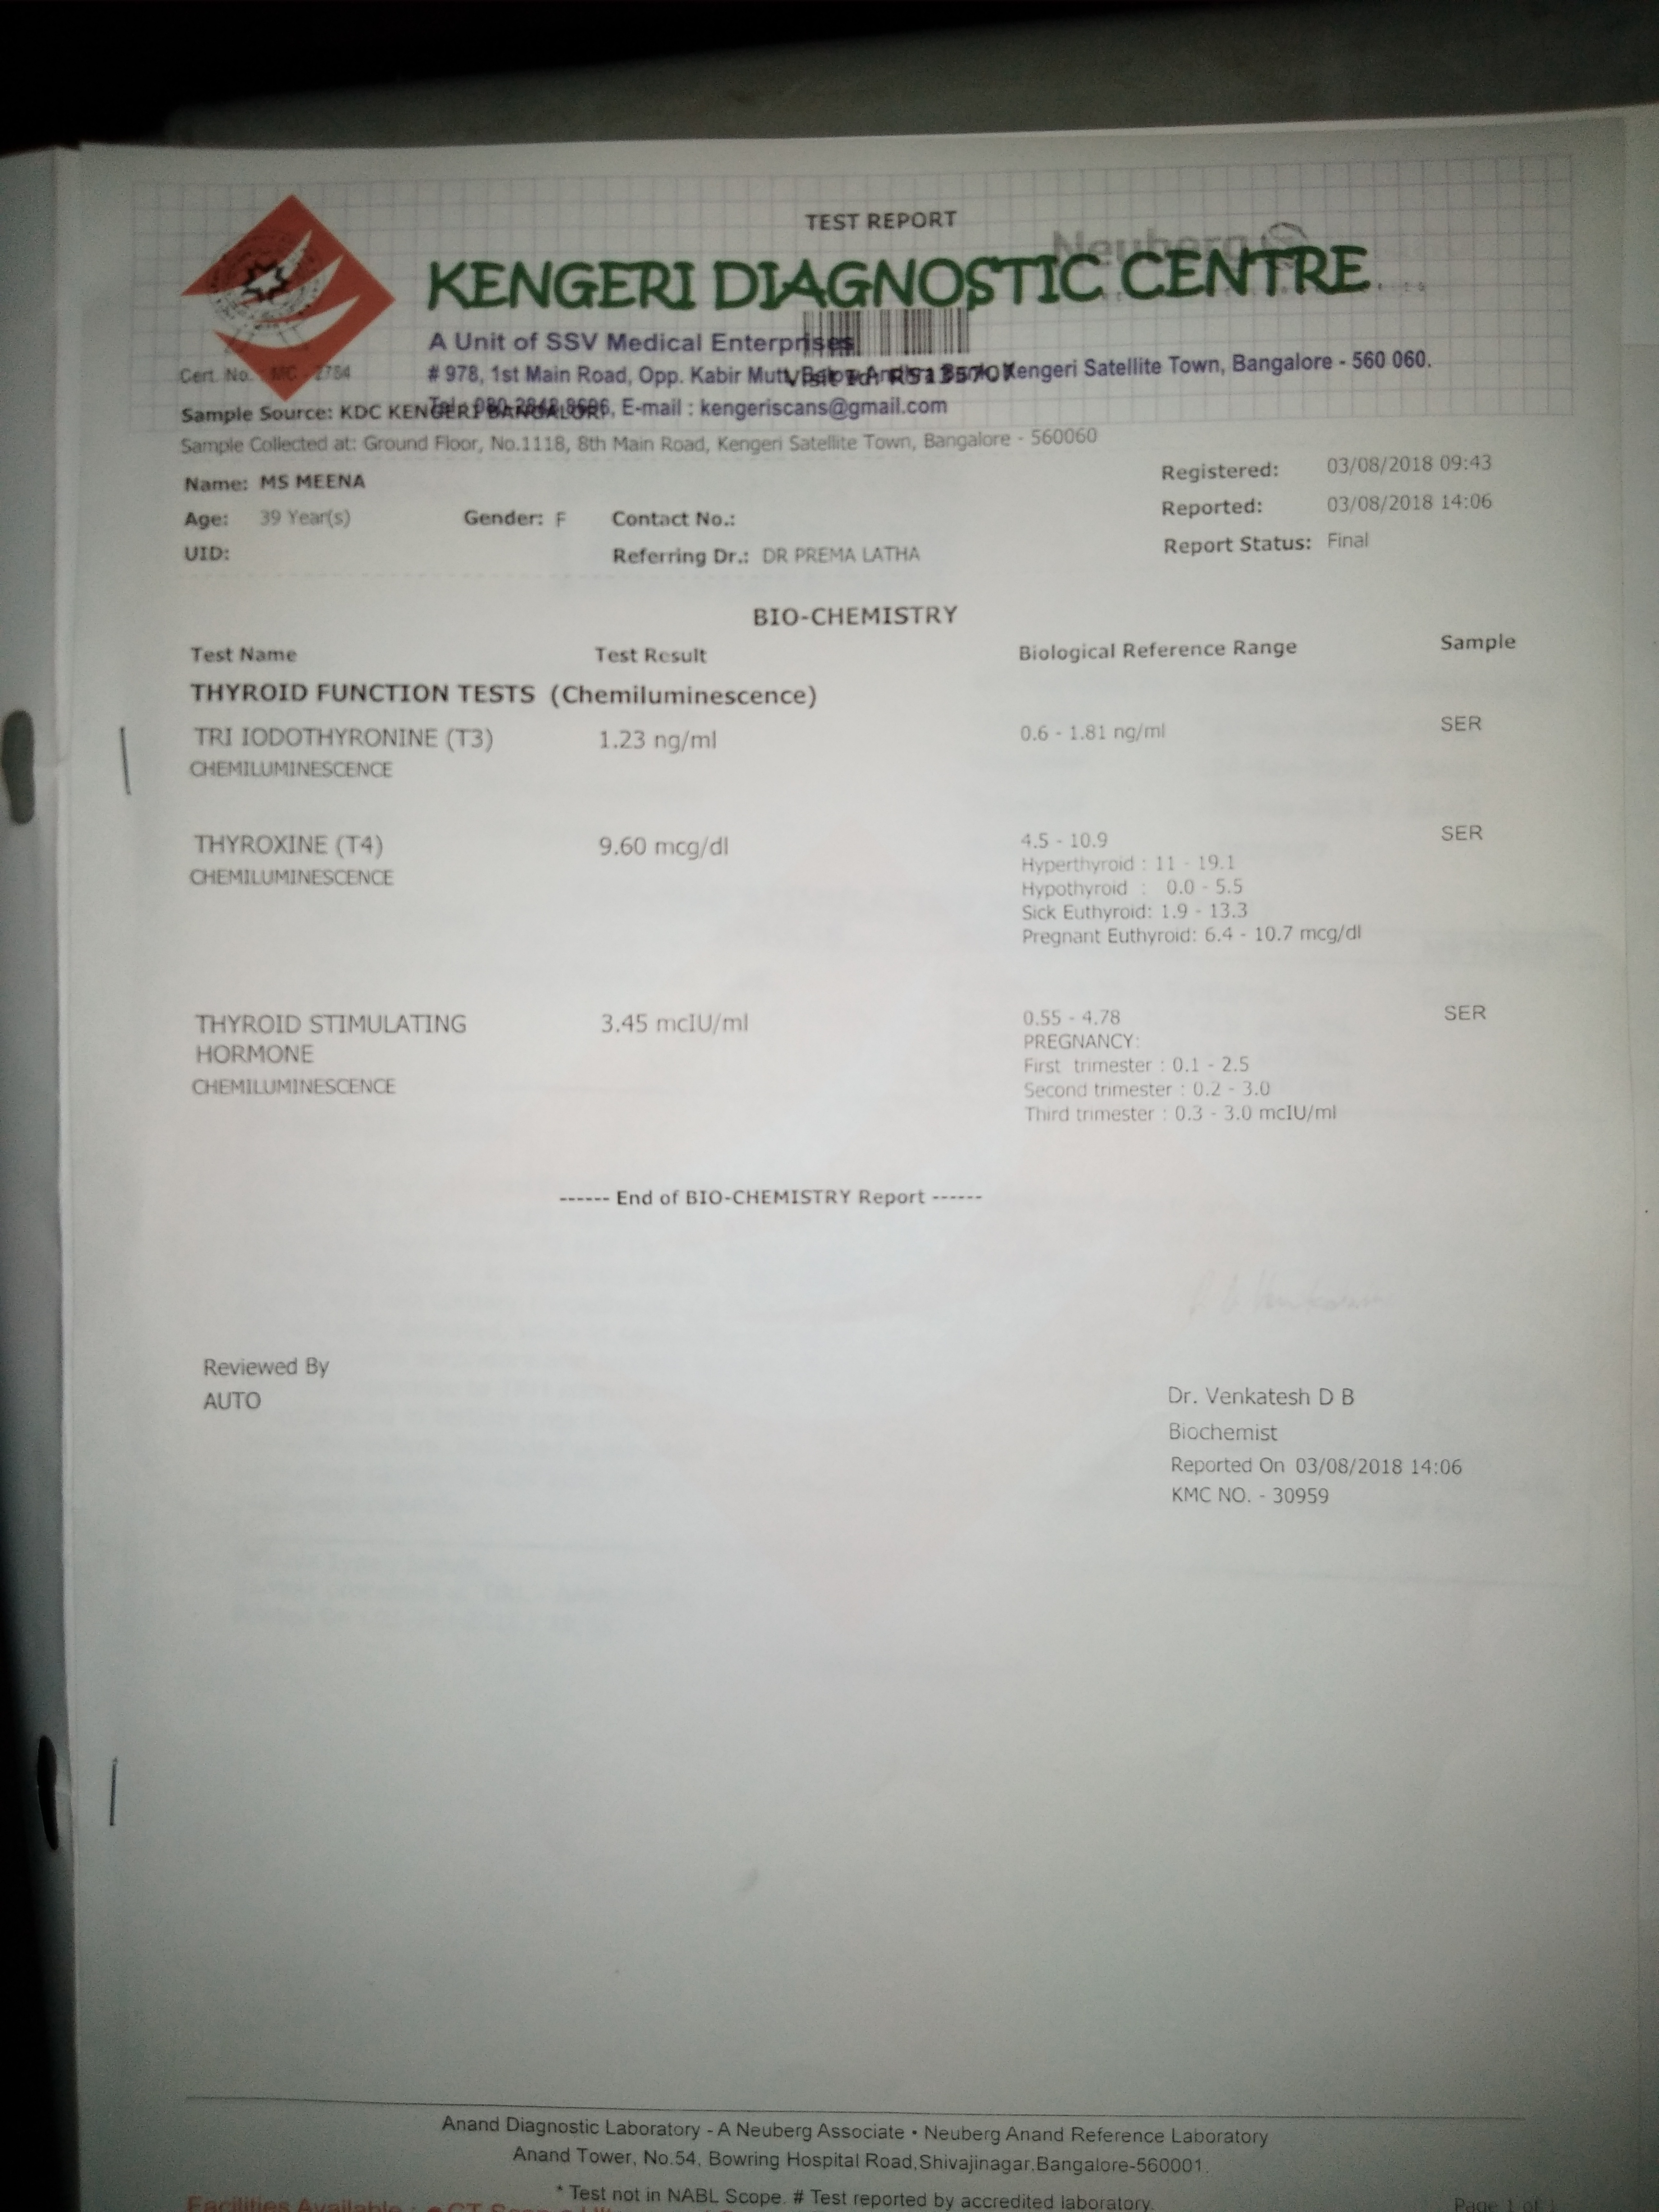 TEST REPORT
Neuberg
KENGERI DIAGNOSTIC CENTRE
A Unit of SSV Medical Enterprises
# 978, 1st Main Road, Opp. Kabir Mutt, Below Andhra Bank, Kengeri Satellite Town, Bangalore - 560 060.
Cert. No. MC - 2784
Visit Id: R5135707
E-mail : kengeriscans@gmail.com
Sample Source: KDC KENGERI BANGALORE
Sample Collected at: Ground Floor, No.1118, 8th Main Road, Kengeri Satellite Town, Bangalore - 560060
Name: MS MEENA Registered: 03/08/2018 09:43
Age: 39 Year(s) Gender: F Contact No.: Reported: 03/08/2018 14:06
UID: Referring Dr.: DR PREMA LATHA Report Status: Final
BIO-CHEMISTRY
Test Name Test Result Biological Reference Range Sample
THYROID FUNCTION TESTS (Chemiluminescence)
TRI IODOTHYRONINE (T3) 1.23 ng/ml 0.6 - 1.81 ng/ml SER
CHEMILUMINESCENCE
THYROXINE (T4) 9.60 mcg/dl 4.5 - 10.9 SER
Hyperthyroid : 11 - 19.1
CHEMILUMINESCENCE
Hypothyroid : 0.0 - 5.5
Sick Euthyroid: 1.9 - 13.3
Pregnant Euthyroid: 6.4 - 10.7 mcg/dl
THYROID STIMULATING 3.45 mcIU/ml 0.55 - 4.78 SER
HORMONE PREGNANCY:
First trimester : 0.1 - 2.5
CHEMILUMINESCENCE Second trimester : 0.2 - 3.0
Third trimester : 0.3 - 3.0 mcIU/ml
------ End of BIO-CHEMISTRY Report ------
Reviewed By
AUTO
Dr. Venkatesh D B
Biochemist
Reported On 03/08/2018 14:06
KMC NO. - 30959
Anand Diagnostic Laboratory - A Neuberg Associate • Neuberg Anand Reference Laboratory
Anand Tower, No.54, Bowring Hospital Road,Shivajinagar,Bangalore-560001
* Test not in NABL Scope. # Test reported by accredited laboratory.
Page 1 of
Facilities Available :